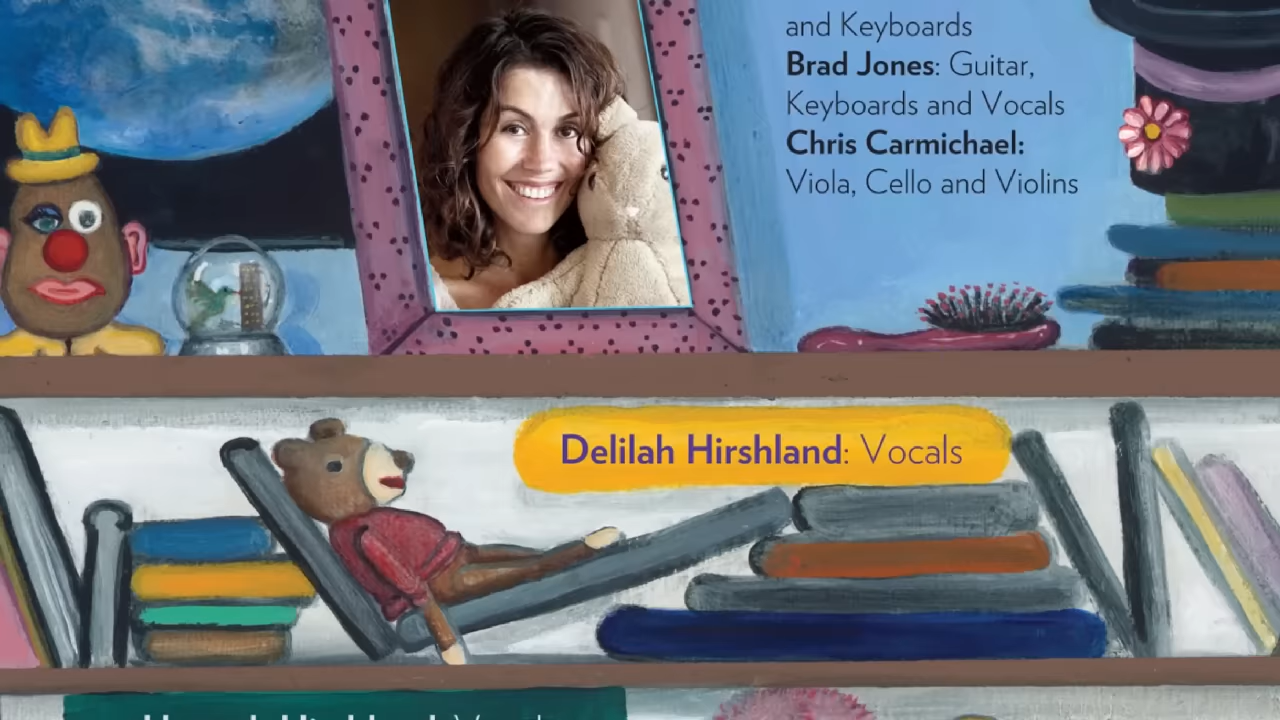 and Keyboards
Brad Jones: Guitar,
Keyboards and Vocals
Chris Carmichael:
Viola, Cello and Violins
Delilah Hirshland: Vocals